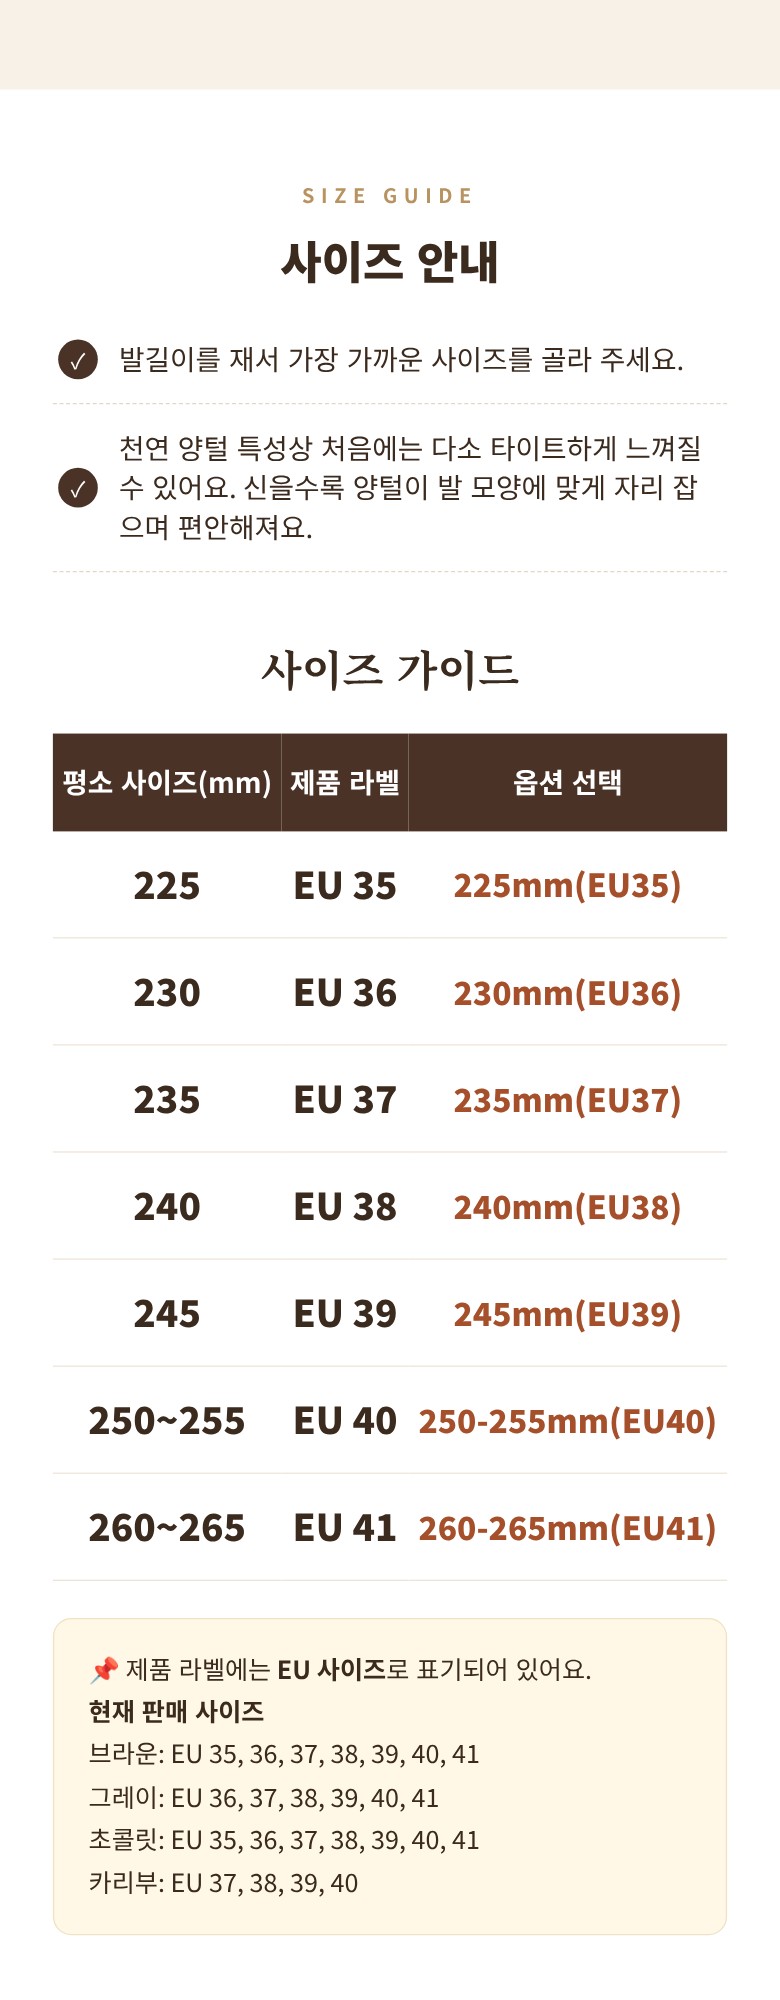 SIZE GUIDE
사이즈 안내
✓ 발길이를 재서 가장 가까운 사이즈를 골라 주세요.
✓ 천연 양털 특성상 처음에는 다소 타이트하게 느껴질
수 있어요. 신을수록 양털이 발 모양에 맞게 자리 잡
으며 편안해져요.
사이즈 가이드
평소 사이즈(mm) 제품 라벨 옵션 선택
225 EU 35 225mm(EU35)
230 EU 36 230mm(EU36)
235 EU 37 235mm(EU37)
240 EU 38 240mm(EU38)
245 EU 39 245mm(EU39)
250~255 EU 40 250-255mm(EU40)
260~265 EU 41 260-265mm(EU41)
📌 제품 라벨에는 EU 사이즈로 표기되어 있어요.
현재 판매 사이즈
브라운: EU 35, 36, 37, 38, 39, 40, 41
그레이: EU 36, 37, 38, 39, 40, 41
초콜릿: EU 35, 36, 37, 38, 39, 40, 41
카리부: EU 37, 38, 39, 40